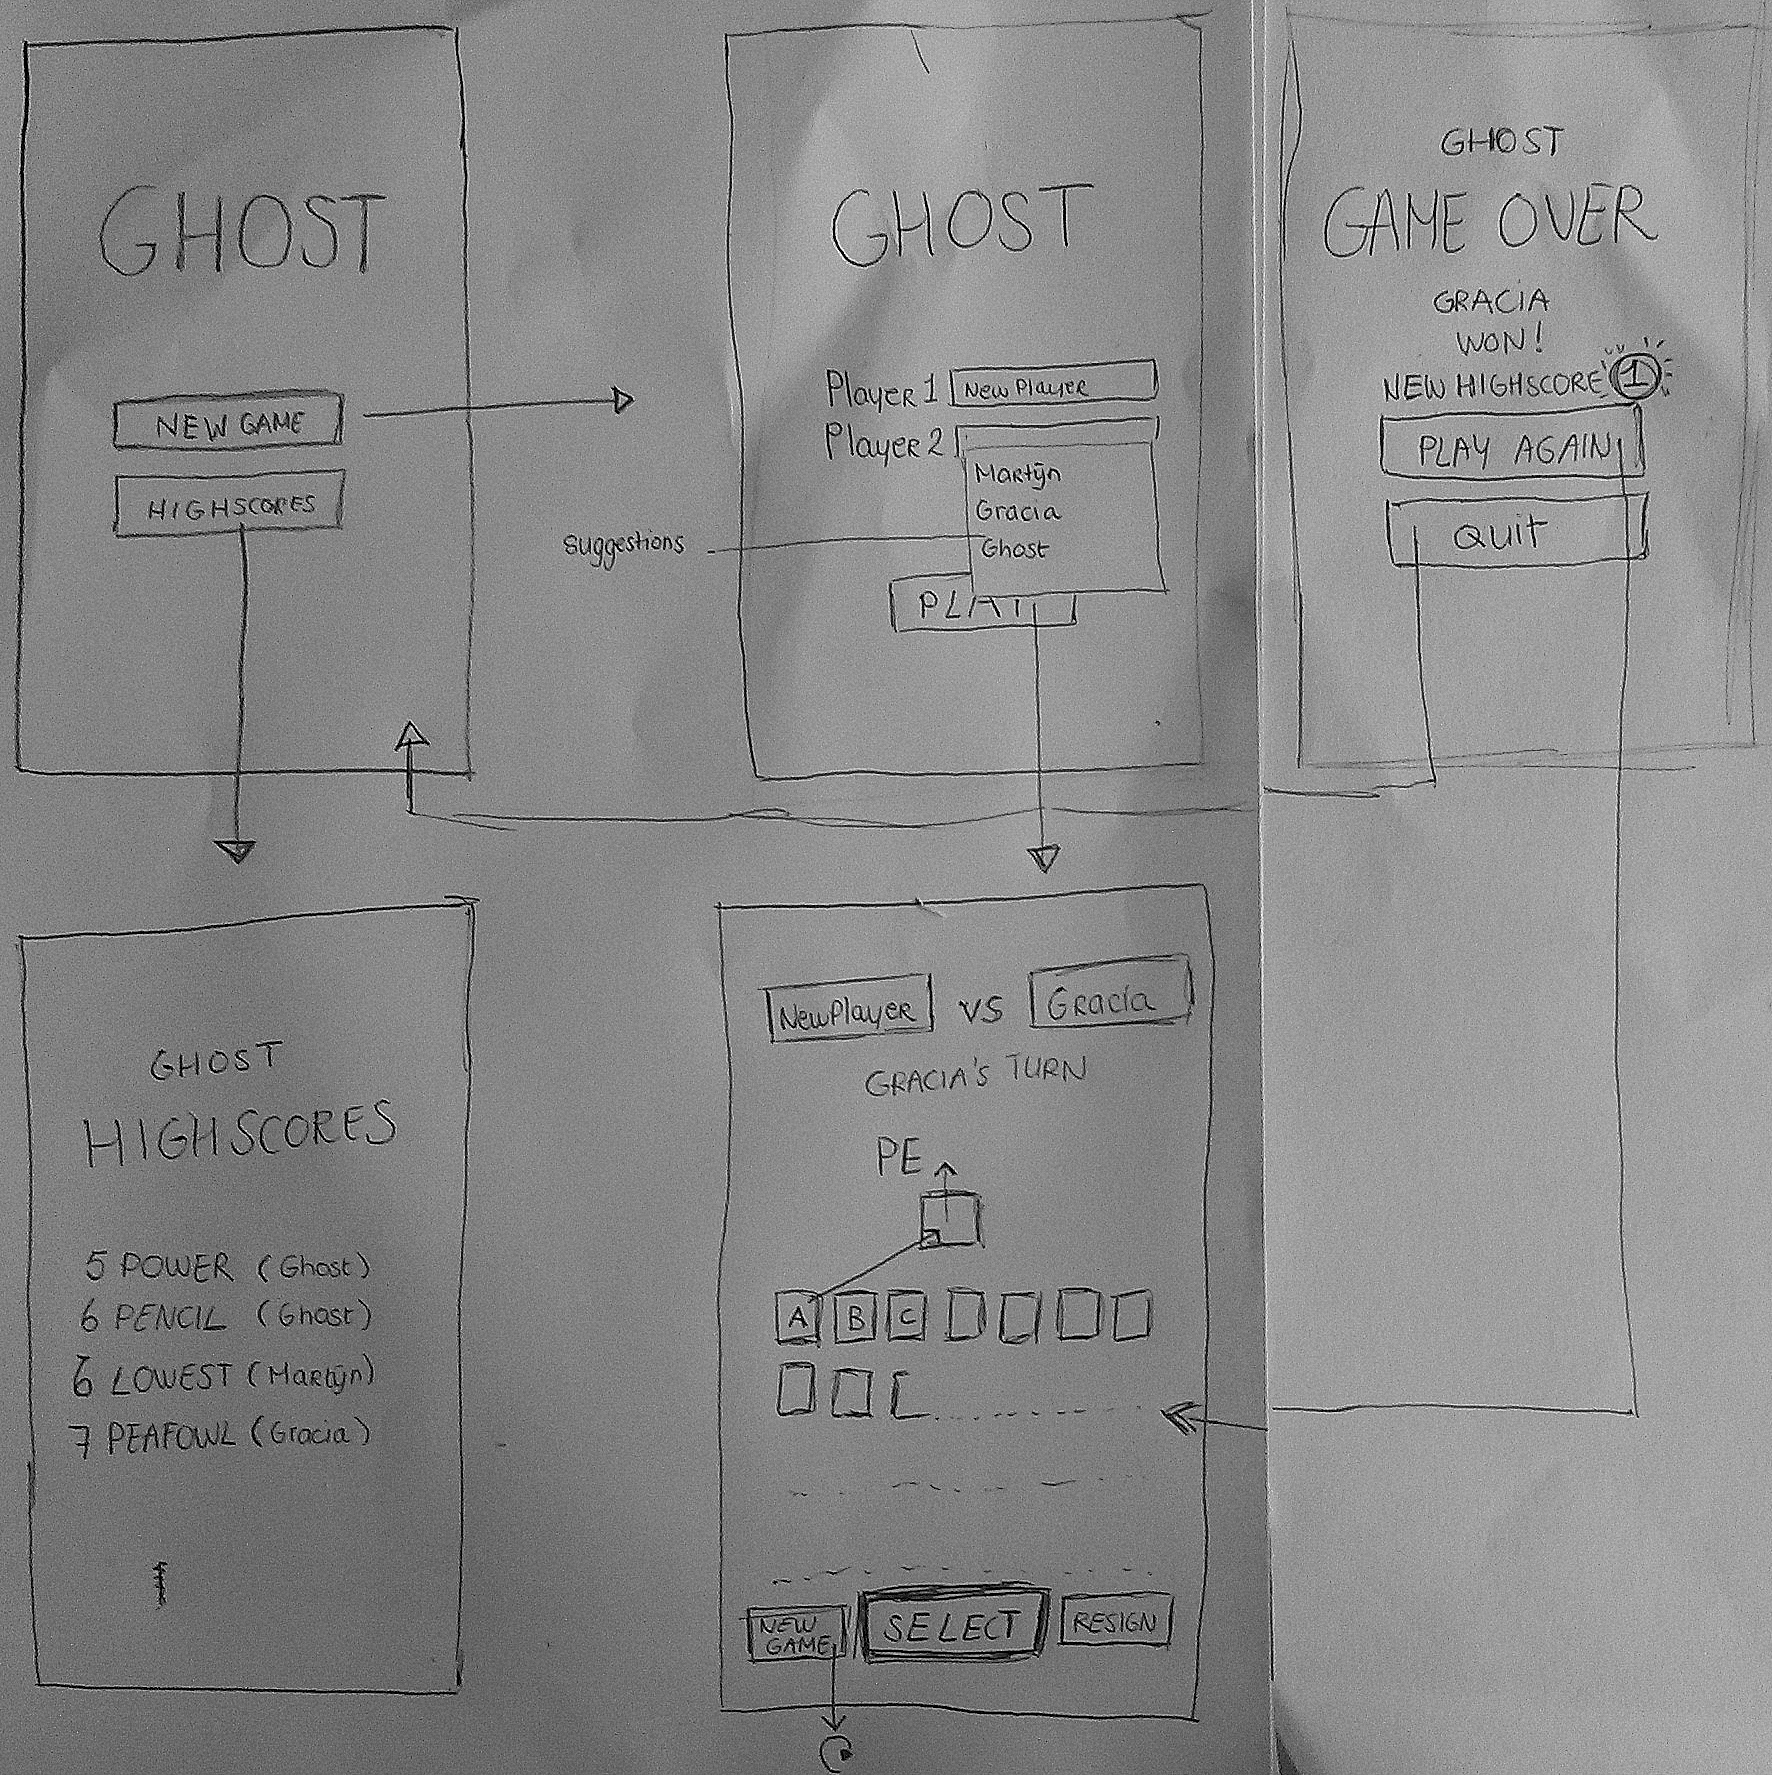 GHOST
NEW GAME
HIGHSCORES
GHOST
Player 1 New Player
Player 2
Martijn
Gracia
Ghost
suggestions
PLAY
GHOST
GAME OVER
GRACIA
WON!
NEW HIGHSCORE 1
PLAY AGAIN
QUIT
GHOST
HIGHSCORES
5 POWER (Ghost)
6 PENCIL (Ghost)
6 LOWEST (Martijn)
7 PEAFOWL (Gracia)
NewPlayer VS Gracia
GRACIA'S TURN
PE
A B C
NEW
GAME
SELECT
RESIGN